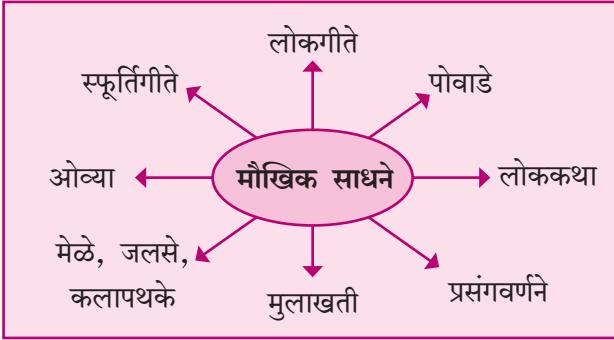 लोकगीते
स्फूर्तिगीते
पोवाडे
ओव्या
मौखिक साधने
लोककथा
मेळे, जलसे,
कलापथके
मुलाखती
प्रसंगवर्णने